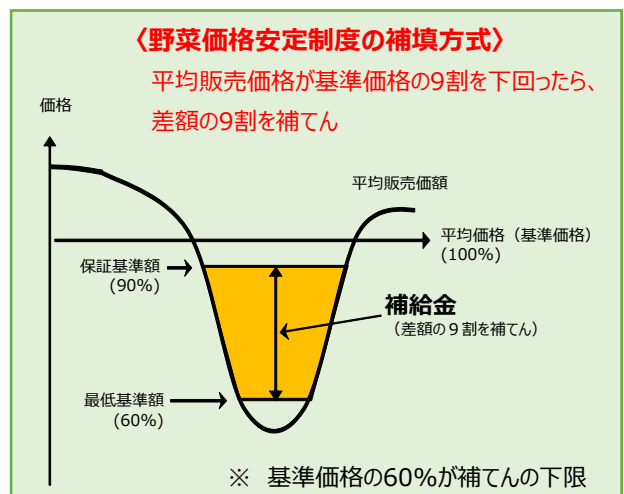 〈野菜価格安定制度の補填方式〉
平均販売価格が基準価格の9割を下回ったら、
差額の9割を補てん
価格
平均販売価額
平均価格（基準価格）
(100%)
保証基準額
(90%)
補給金
（差額の９割を補てん）
最低基準額
(60%)
※ 基準価格の60%が補てんの下限